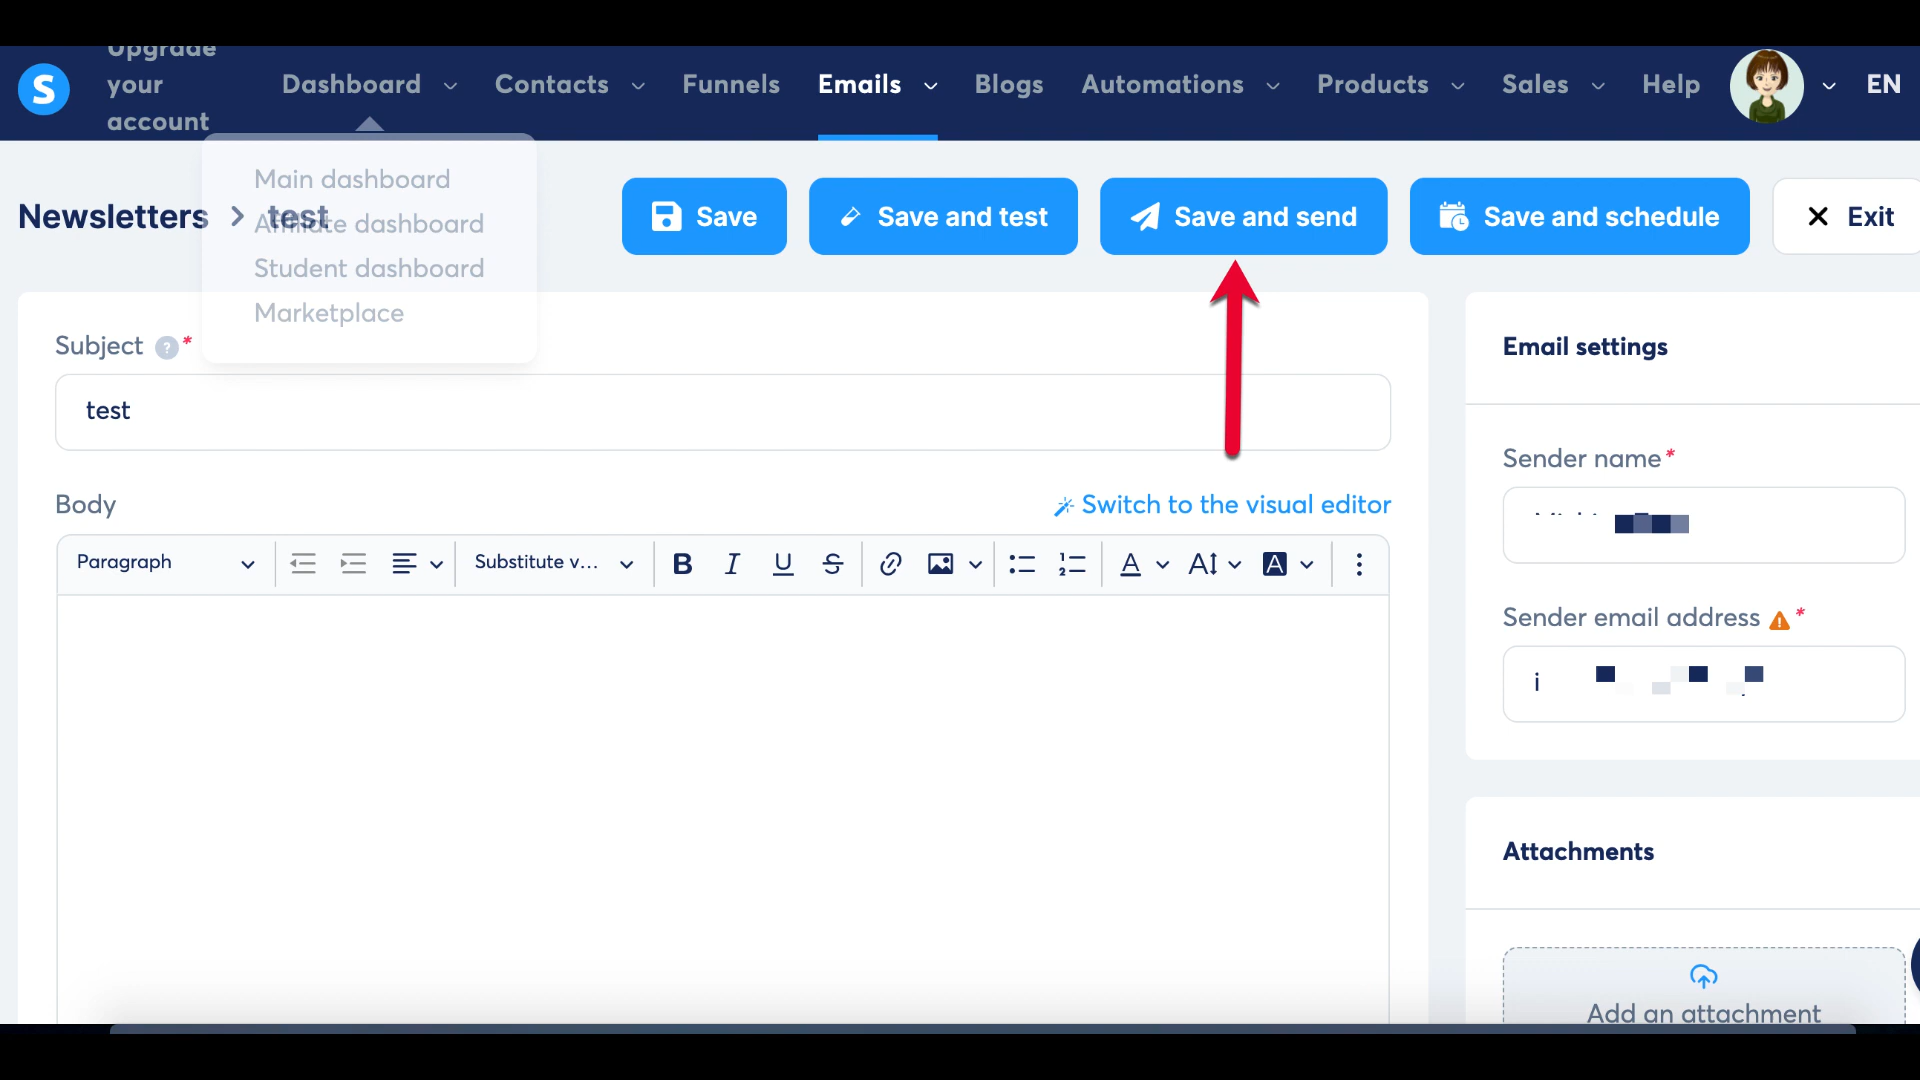 Upgrade
your
account
S
Dashboard
Contacts
Funnels
Emails
Blogs
Automations
Products
Sales
Help
EN
Main dashboard
Affiliate dashboard
Student dashboard
Marketplace
Newsletters > test
Save
Save and test
Save and send
Save and schedule
Exit
Subject ? *
test
Body
Switch to the visual editor
Paragraph
Substitute v...
B I U S
A
A
A
Email settings
Sender name*
Sender email address *
i
Attachments
Add an attachment